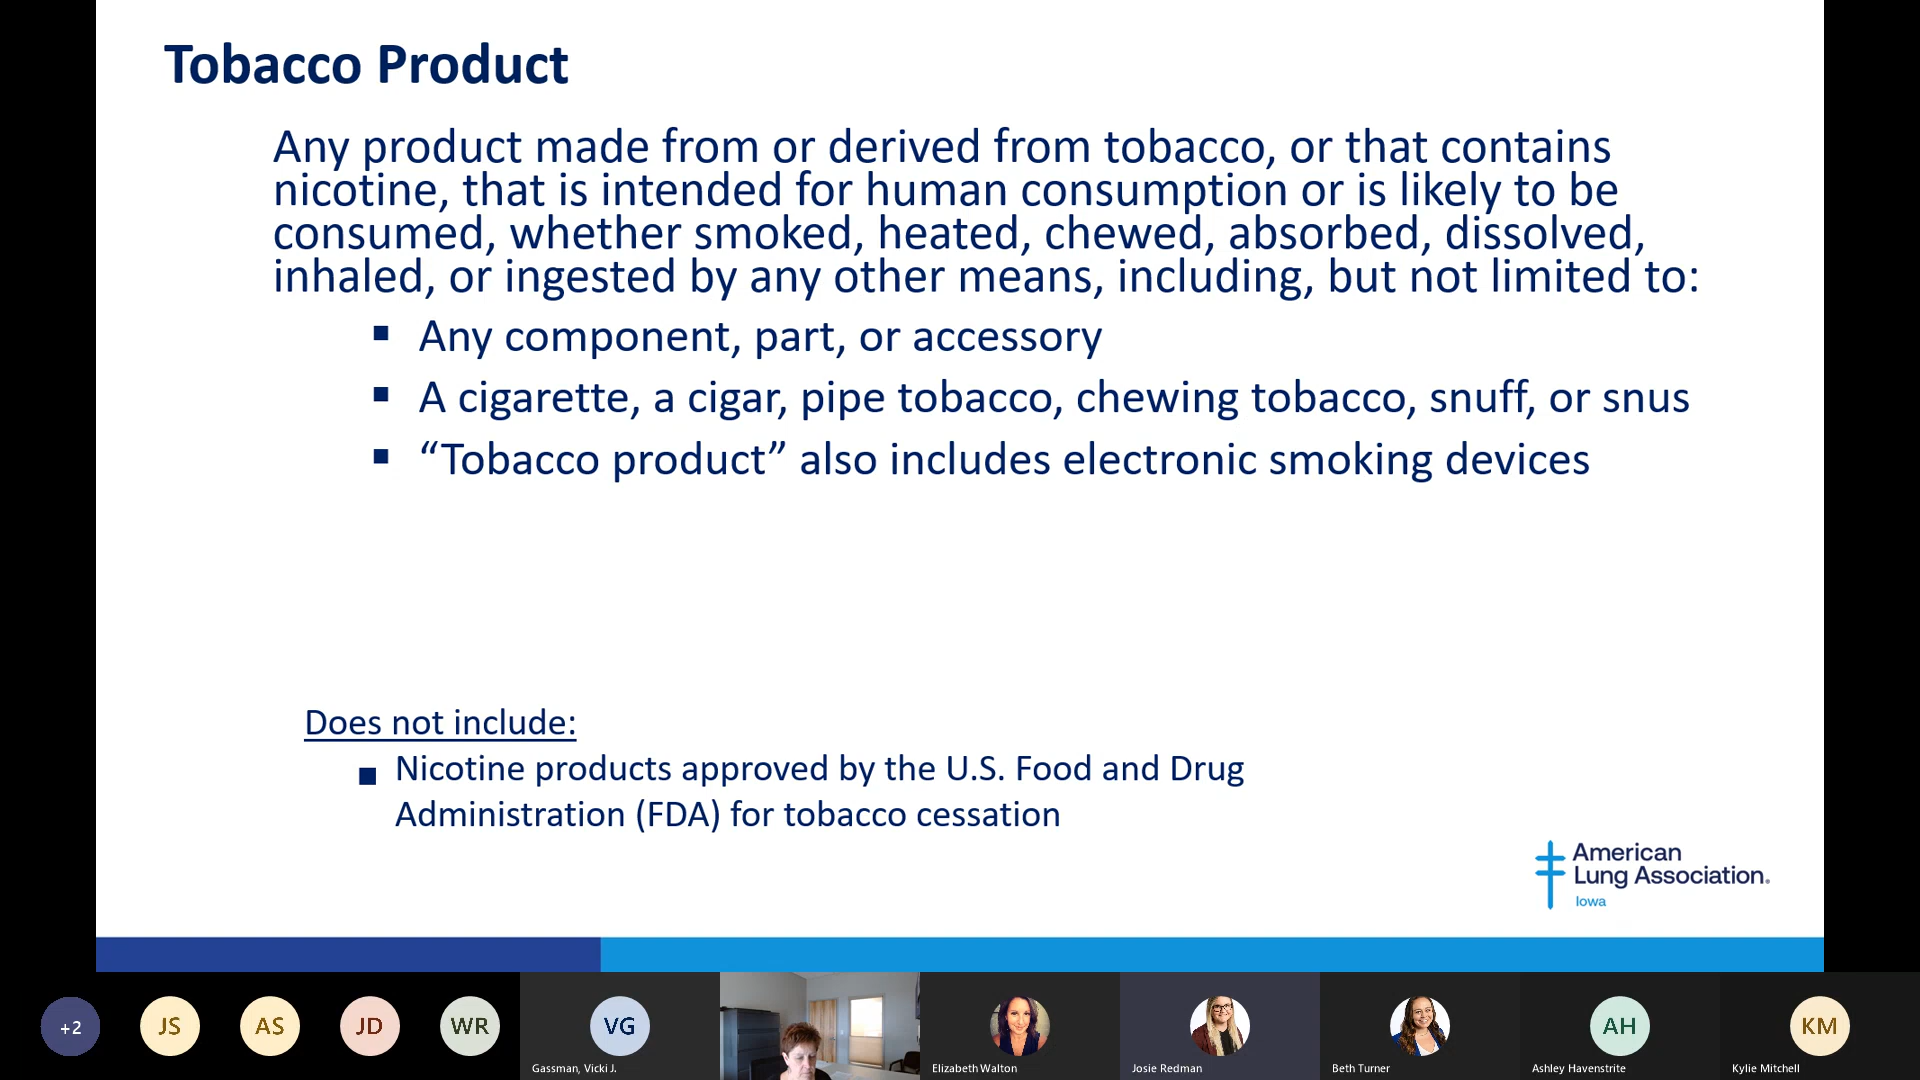 Tobacco Product
Any product made from or derived from tobacco, or that contains
nicotine, that is intended for human consumption or is likely to be
consumed, whether smoked, heated, chewed, absorbed, dissolved,
inhaled, or ingested by any other means, including, but not limited to:
▪ Any component, part, or accessory
▪ A cigarette, a cigar, pipe tobacco, chewing tobacco, snuff, or snus
▪ “Tobacco product” also includes electronic smoking devices
Does not include:
■ Nicotine products approved by the U.S. Food and Drug
Administration (FDA) for tobacco cessation
American
Lung Association.
Iowa
+2
JS
AS
JD
WR
VG
Gassman, Vicki J.
Elizabeth Walton
Josie Redman
Beth Turner
AH
Ashley Havenstrite
KM
Kylie Mitchell